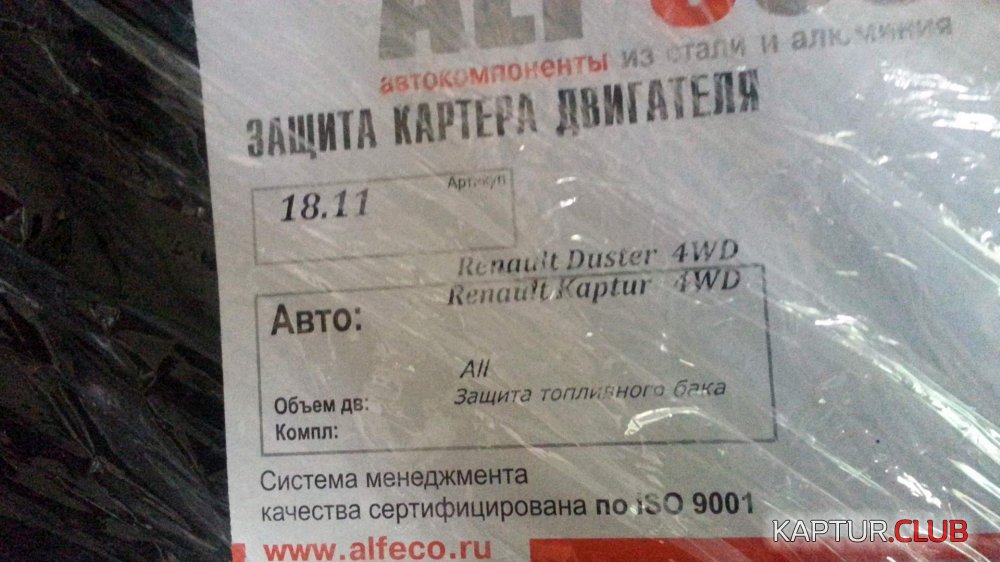 автокомпоненты из стали и алюминия
ЗАЩИТА КАРТЕРА ДВИГАТЕЛЯ
Артикул
18.11
Renault Duster 4WD
Renault Kaptur 4WD
Авто:
All
Объем дв:
Защита топливного бака
Компл:
Система менеджмента
качества сертифицирована по ISO 9001
www.alfeco.ru
KAPTUR.CLUB